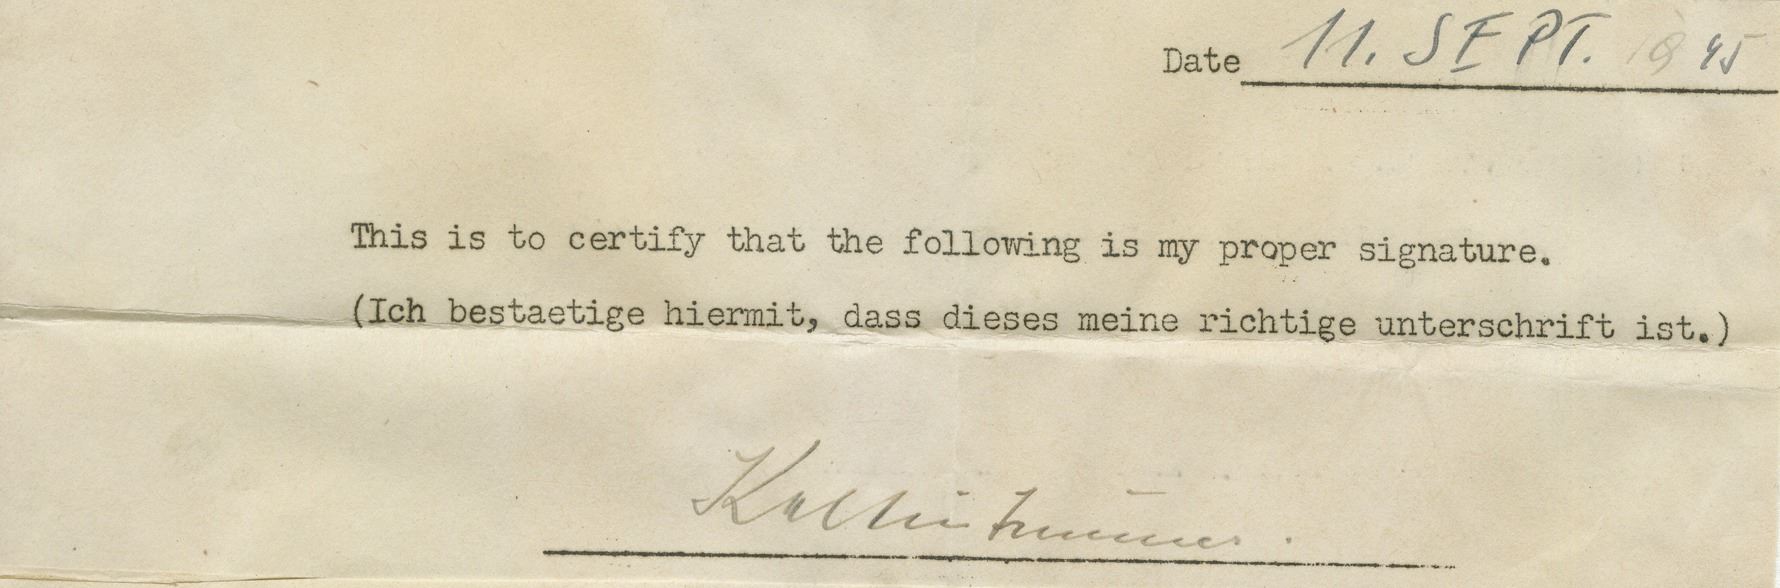 Date 11. SEPT. 1945
This is to certify that the following is my proper signature.
(Ich bestaetige hiermit, dass dieses meine richtige unterschrift ist.)